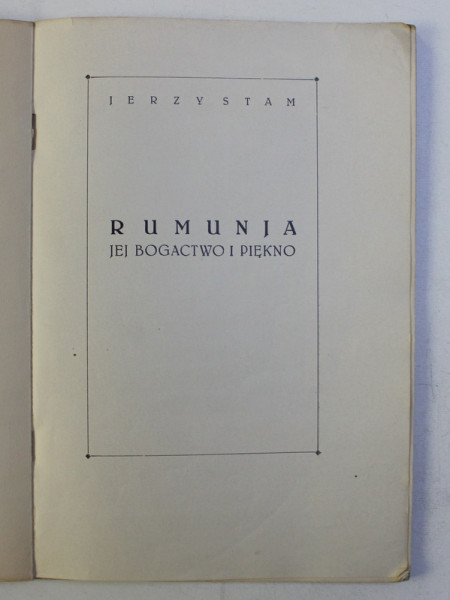 JERZY STAM
RUMUNJA
JEJ BOGACTWO I PIĘKNO